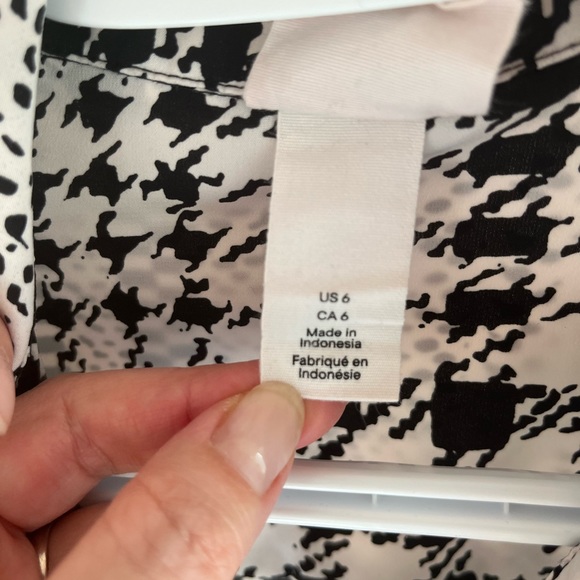 US 6
CA 6
Made in
Indonesia
Fabriqué en
Indonésie